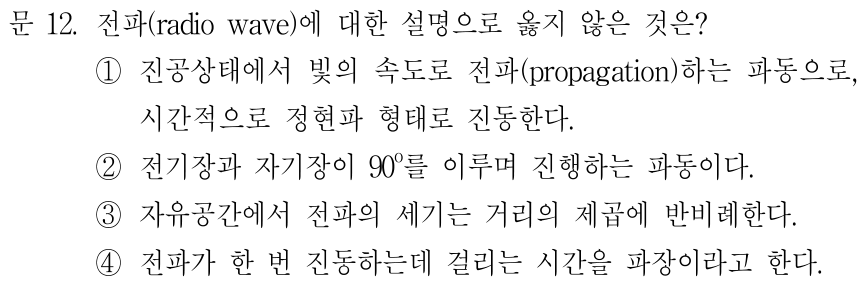 문 12. 전파(radio wave)에 대한 설명으로 옳지 않은 것은?
① 진공상태에서 빛의 속도로 전파(propagation)하는 파동으로,
시간적으로 정현파 형태로 진동한다.
② 전기장과 자기장이 90°를 이루며 진행하는 파동이다.
③ 자유공간에서 전파의 세기는 거리의 제곱에 반비례한다.
④ 전파가 한 번 진동하는데 걸리는 시간을 파장이라고 한다.